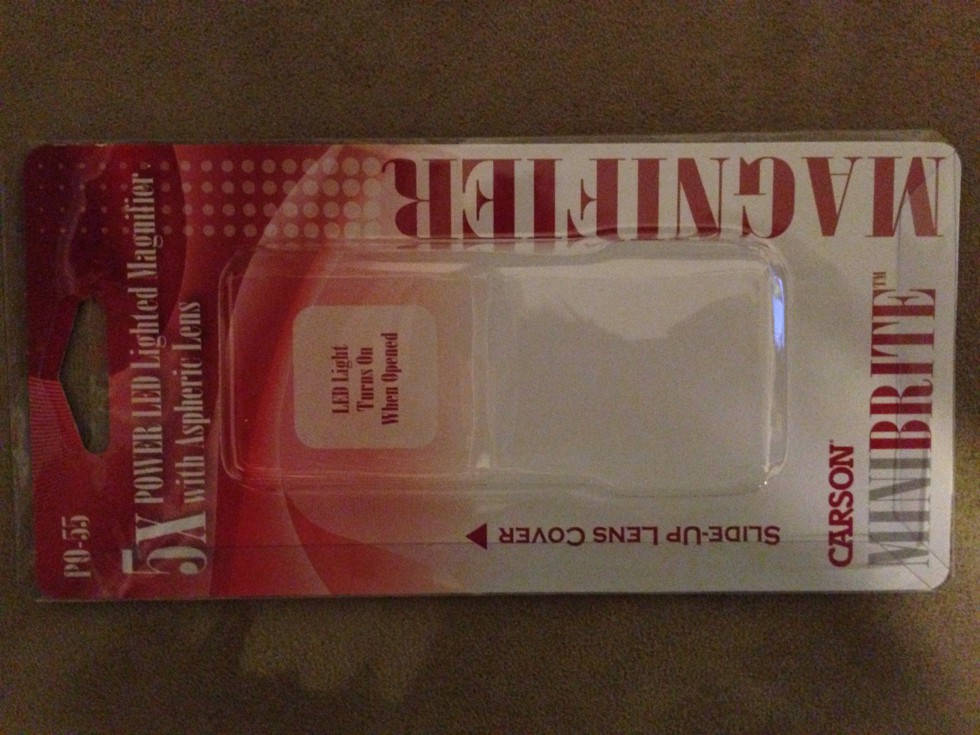 PO-55
5X POWER LED Lighted Magnifier
with Aspheric Lens
LED Light
Turns On
When Opened
SLIDE-UP LENS COVER
MAGNIFIER
CARSON
MINIBRITE™